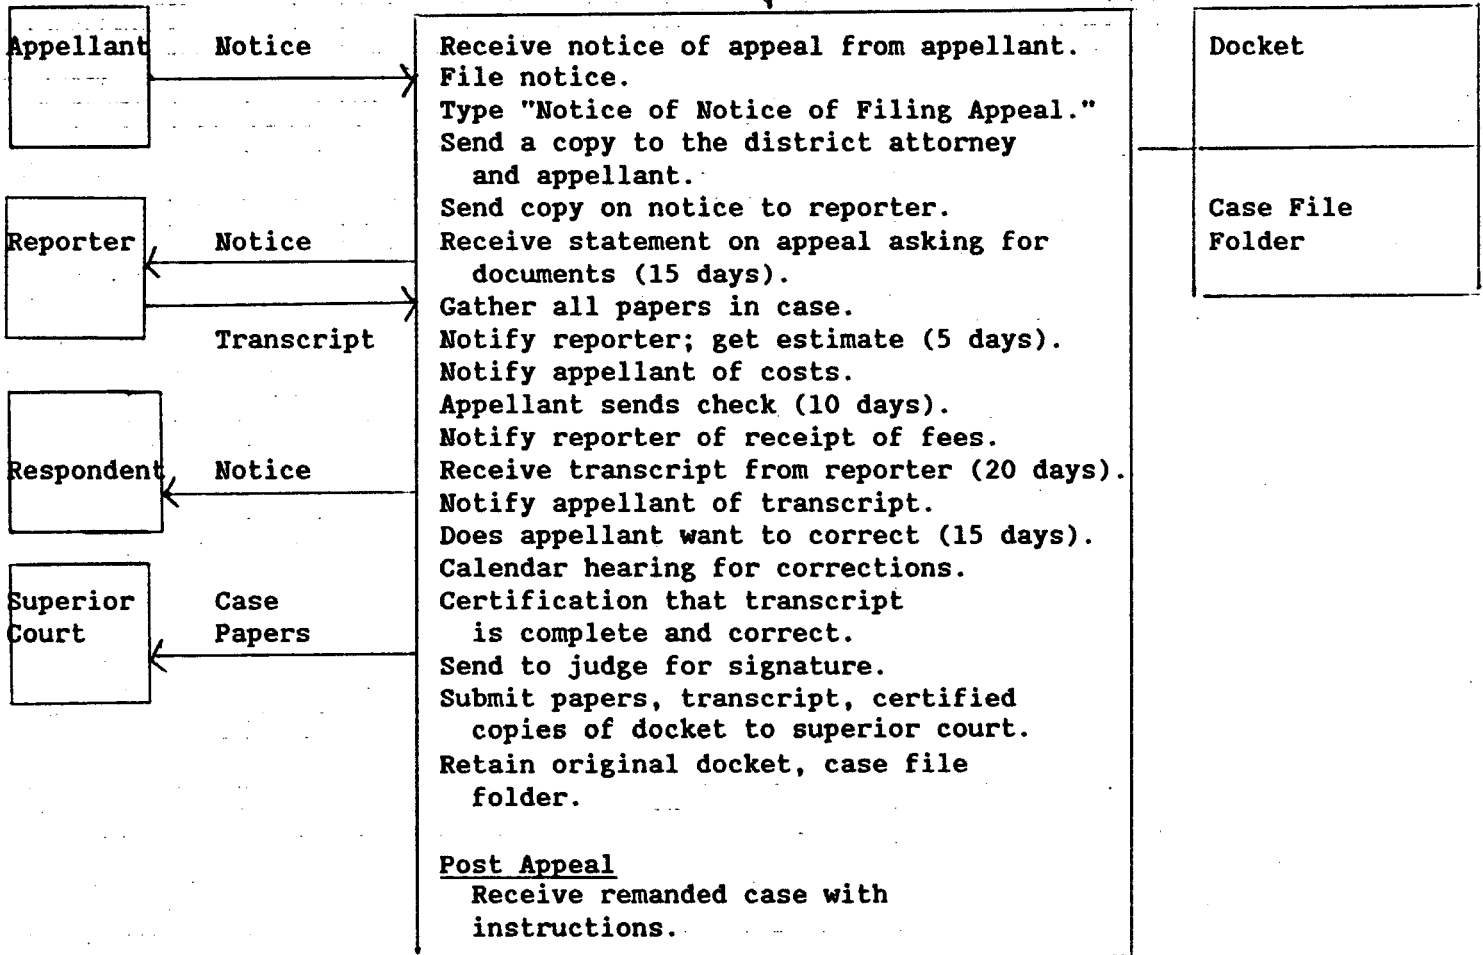 Appellant
Notice
Reporter
Notice
Transcript
Respondent
Notice
Superior
Court
Case
Papers
Receive notice of appeal from appellant.
File notice.
Type "Notice of Notice of Filing Appeal."
Send a copy to the district attorney
and appellant.
Send copy on notice to reporter.
Receive statement on appeal asking for
documents (15 days).
Gather all papers in case.
Notify reporter; get estimate (5 days).
Notify appellant of costs.
Appellant sends check (10 days).
Notify reporter of receipt of fees.
Receive transcript from reporter (20 days).
Notify appellant of transcript.
Does appellant want to correct (15 days).
Calendar hearing for corrections.
Certification that transcript
is complete and correct.
Send to judge for signature.
Submit papers, transcript, certified
copies of docket to superior court.
Retain original docket, case file
folder.
Post Appeal
Receive remanded case with
instructions.
Docket
Case File
Folder